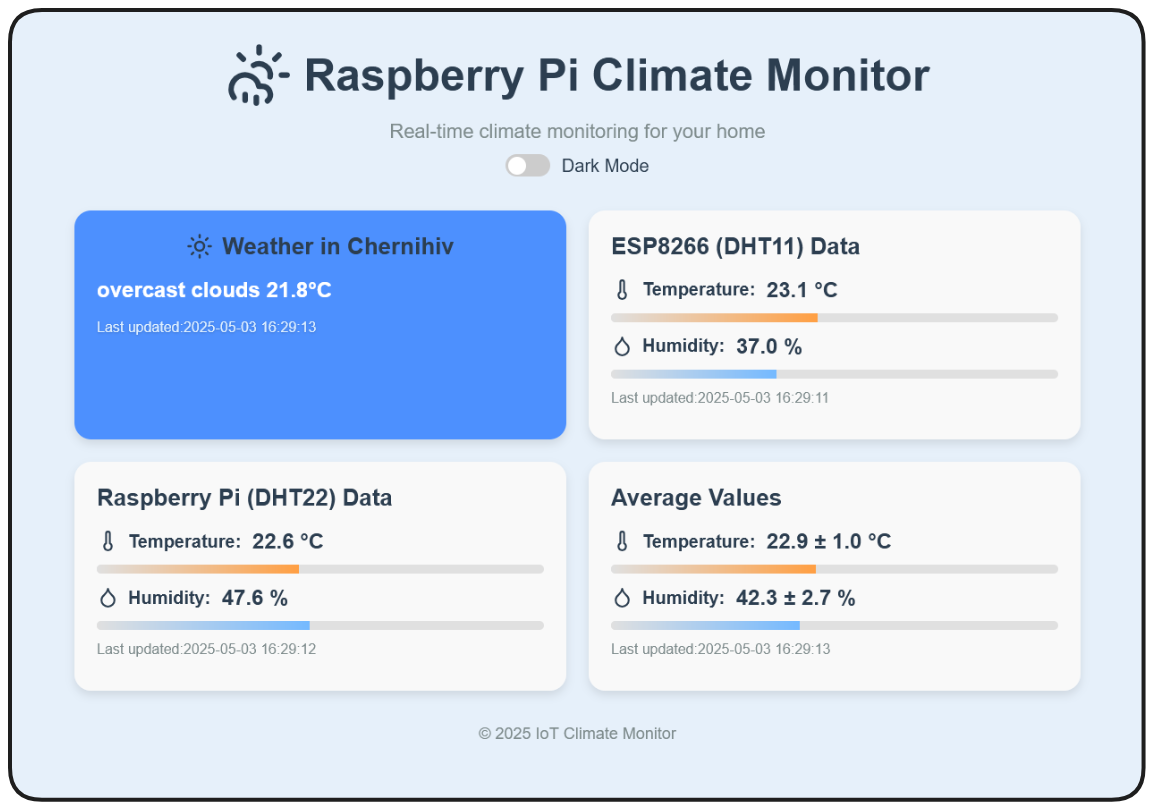 Raspberry Pi Climate Monitor
Real-time climate monitoring for your home
Dark Mode
Weather in Chernihiv
overcast clouds 21.8°C
Last updated:2025-05-03 16:29:13
ESP8266 (DHT11) Data
Temperature: 23.1 °C
Humidity: 37.0 %
Last updated:2025-05-03 16:29:11
Raspberry Pi (DHT22) Data
Temperature: 22.6 °C
Humidity: 47.6 %
Last updated:2025-05-03 16:29:12
Average Values
Temperature: 22.9 ± 1.0 °C
Humidity: 42.3 ± 2.7 %
Last updated:2025-05-03 16:29:13
© 2025 IoT Climate Monitor